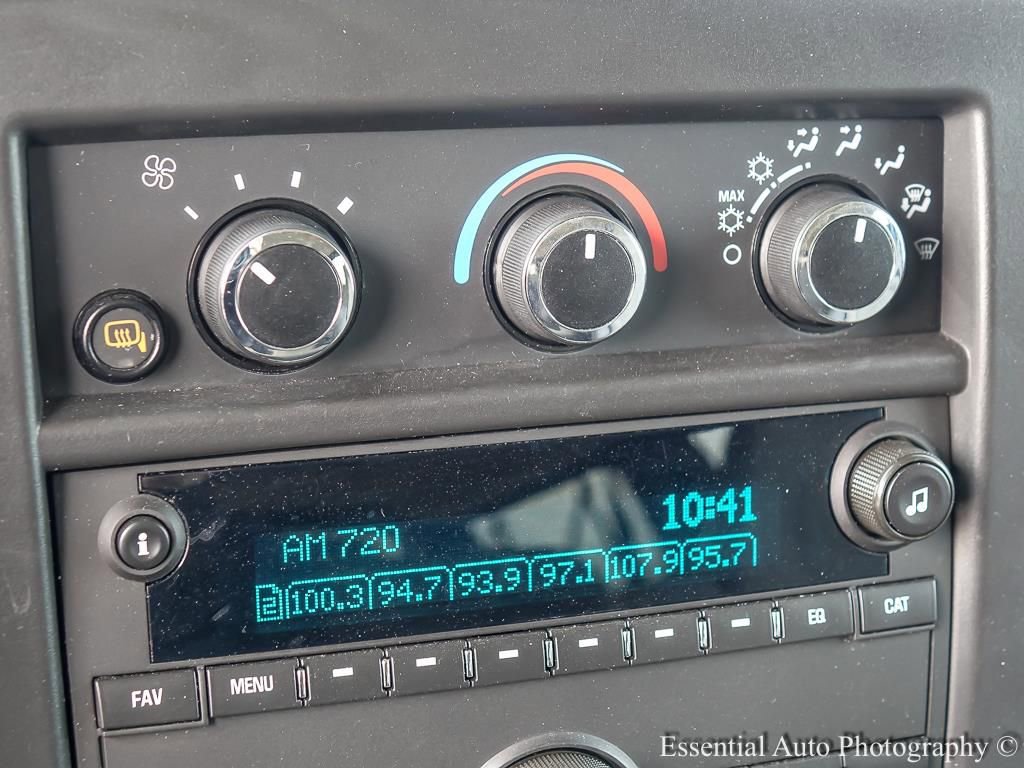 MAX
10:41
AM 720
2 100.3 94.7 93.9 97.1 107.9 95.7
i
FAV MENU EQ CAT
Essential Auto Photography ©